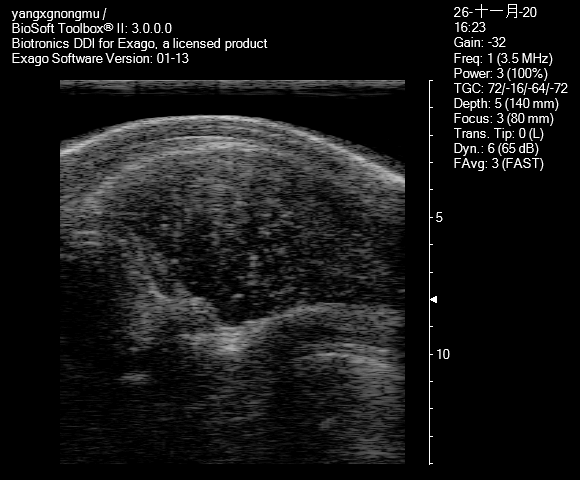 yangxgnongmu /
BioSoft Toolbox® II: 3.0.0.0
Biotronics DDI for Exago, a licensed product
Exago Software Version: 01-13
26-十一月-20
16:23
Gain: -32
Freq: 1 (3.5 MHz)
Power: 3 (100%)
TGC: 72/-16/-64/-72
Depth: 5 (140 mm)
Focus: 3 (80 mm)
Trans. Tip: 0 (L)
Dyn.: 6 (65 dB)
FAvg: 3 (FAST)
5
10